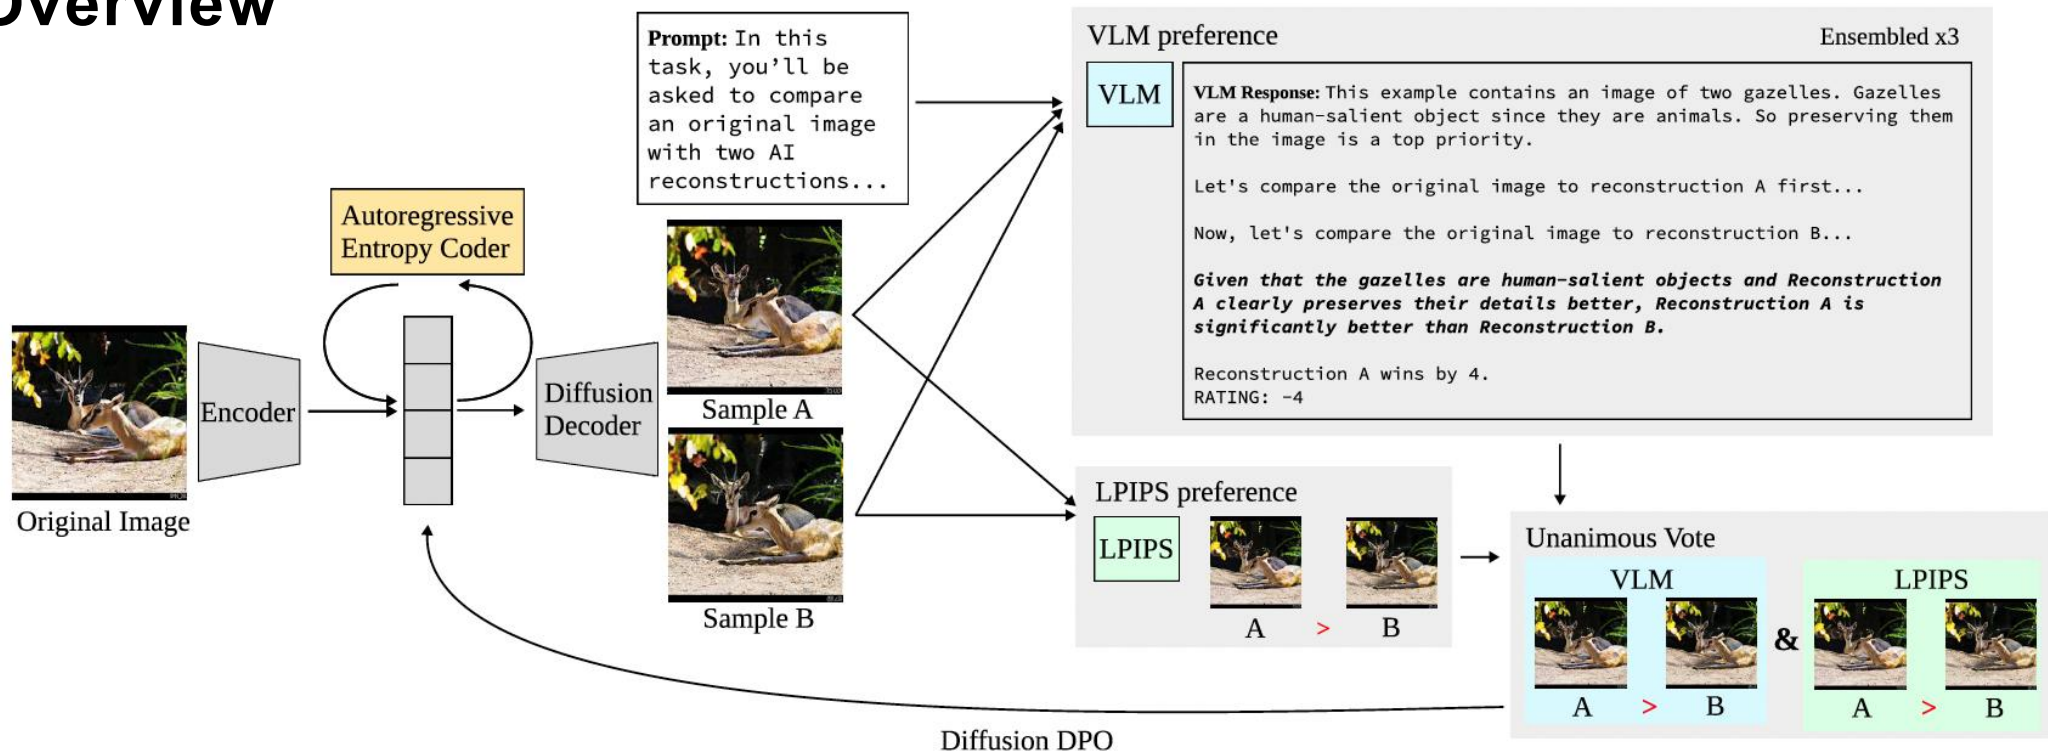 Overview
Prompt: In this
task, you'll be
asked to compare
an original image
with two AI
reconstructions...
VLM preference
Ensembled x3
VLM
VLM Response: This example contains an image of two gazelles. Gazelles
are a human-salient object since they are animals. So preserving them
in the image is a top priority.
Let's compare the original image to reconstruction A first...
Now, let's compare the original image to reconstruction B...
Given that the gazelles are human-salient objects and Reconstruction
A clearly preserves their details better, Reconstruction A is
significantly better than Reconstruction B.
Reconstruction A wins by 4.
RATING: -4
Autoregressive
Entropy Coder
Encoder
Diffusion
Decoder
Original Image
Sample A
Sample B
LPIPS preference
LPIPS
A > B
Unanimous Vote
VLM
LPIPS
A > B
&
A > B
Diffusion DPO